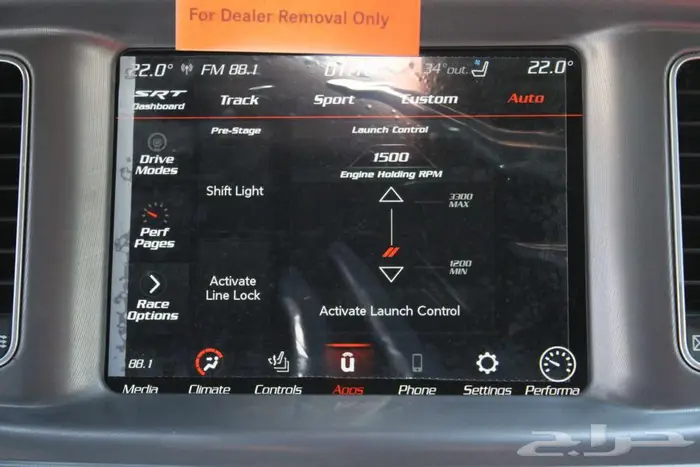 For Dealer Removal Only
22.0° FM 88.1 34° out. 22.0°
SRT Track Sport Custom Auto
Dashboard
Pre-Stage Launch Control
1500
Drive Engine Holding RPM
Modes
Shift Light
3300
MAX
Perf
Pages
1200
MIN
Activate
Line Lock
Race
Options
Activate Launch Control
88.1
Media Climate Controls Apps Phone Settings Performa
حراج